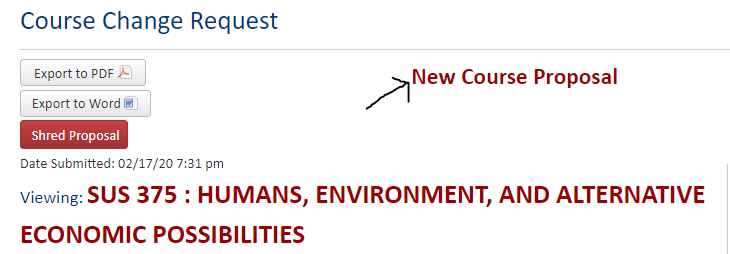 Course Change Request
Export to PDF
New Course Proposal
Export to Word
Shred Proposal
Date Submitted: 02/17/20 7:31 pm
Viewing: SUS 375 : HUMANS, ENVIRONMENT, AND ALTERNATIVE
ECONOMIC POSSIBILITIES